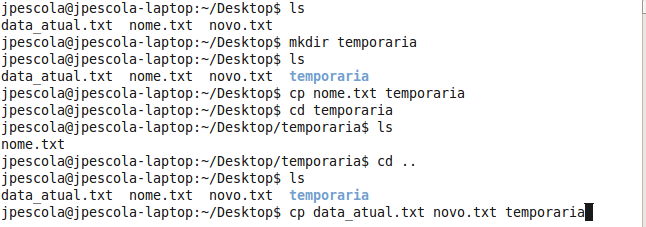 jpescola@jpescola-laptop:~/Desktop$ ls
data_atual.txt  nome.txt  novo.txt
jpescola@jpescola-laptop:~/Desktop$ mkdir temporaria
jpescola@jpescola-laptop:~/Desktop$ ls
data_atual.txt  nome.txt  novo.txt  temporaria
jpescola@jpescola-laptop:~/Desktop$ cp nome.txt temporaria
jpescola@jpescola-laptop:~/Desktop$ cd temporaria
jpescola@jpescola-laptop:~/Desktop/temporaria$ ls
nome.txt
jpescola@jpescola-laptop:~/Desktop/temporaria$ cd ..
jpescola@jpescola-laptop:~/Desktop$ ls
data_atual.txt  nome.txt  novo.txt  temporaria
jpescola@jpescola-laptop:~/Desktop$ cp data_atual.txt novo.txt temporaria